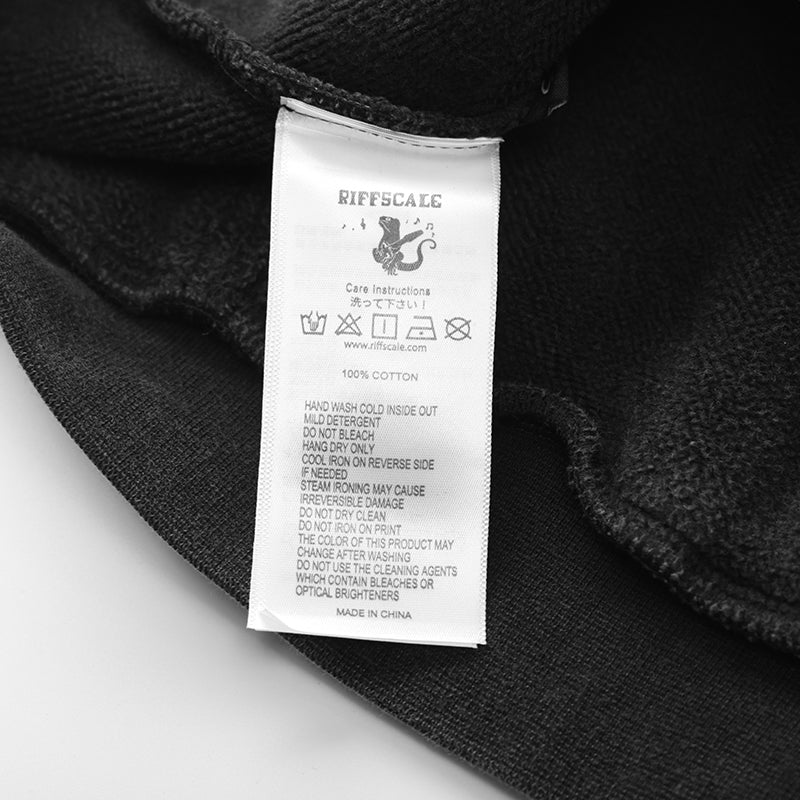 RIFFSCALE
Care Instructions
洗って下さい!
www.riffscale.com
100% COTTON
HAND WASH COLD INSIDE OUT
MILD DETERGENT
DO NOT BLEACH
HANG DRY ONLY
COOL IRON ON REVERSE SIDE
IF NEEDED
STEAM IRONING MAY CAUSE
IRREVERSIBLE DAMAGE
DO NOT DRY CLEAN
DO NOT IRON ON PRINT
THE COLOR OF THIS PRODUCT MAY
CHANGE AFTER WASHING
DO NOT USE THE CLEANING AGENTS
WHICH CONTAIN BLEACHES OR
OPTICAL BRIGHTENERS
MADE IN CHINA